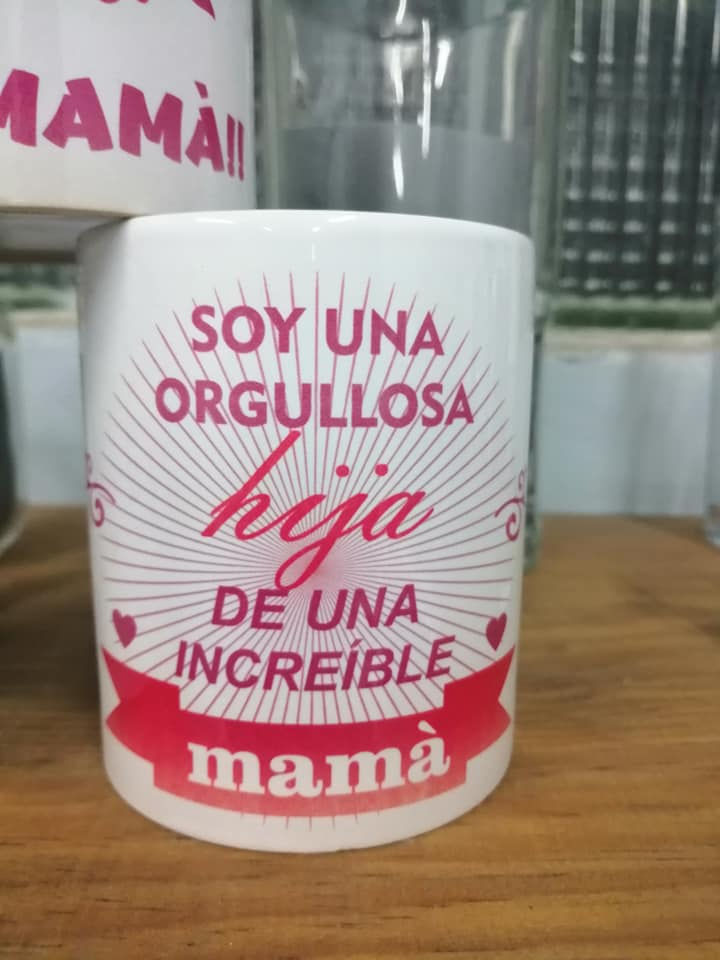 MAMÀ!!
SOY UNA
ORGULLOSA
hija
DE UNA
INCREÍBLE
mamà